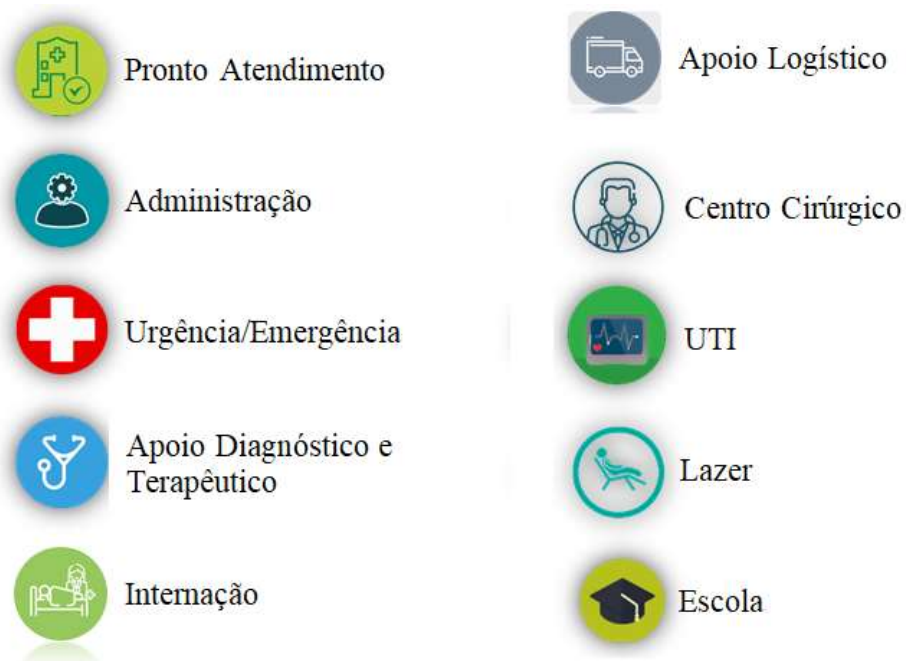 Pronto Atendimento
Administração
Urgência/Emergência
Apoio Diagnóstico e
Terapêutico
Internação
Apoio Logístico
Centro Cirúrgico
UTI
Lazer
Escola